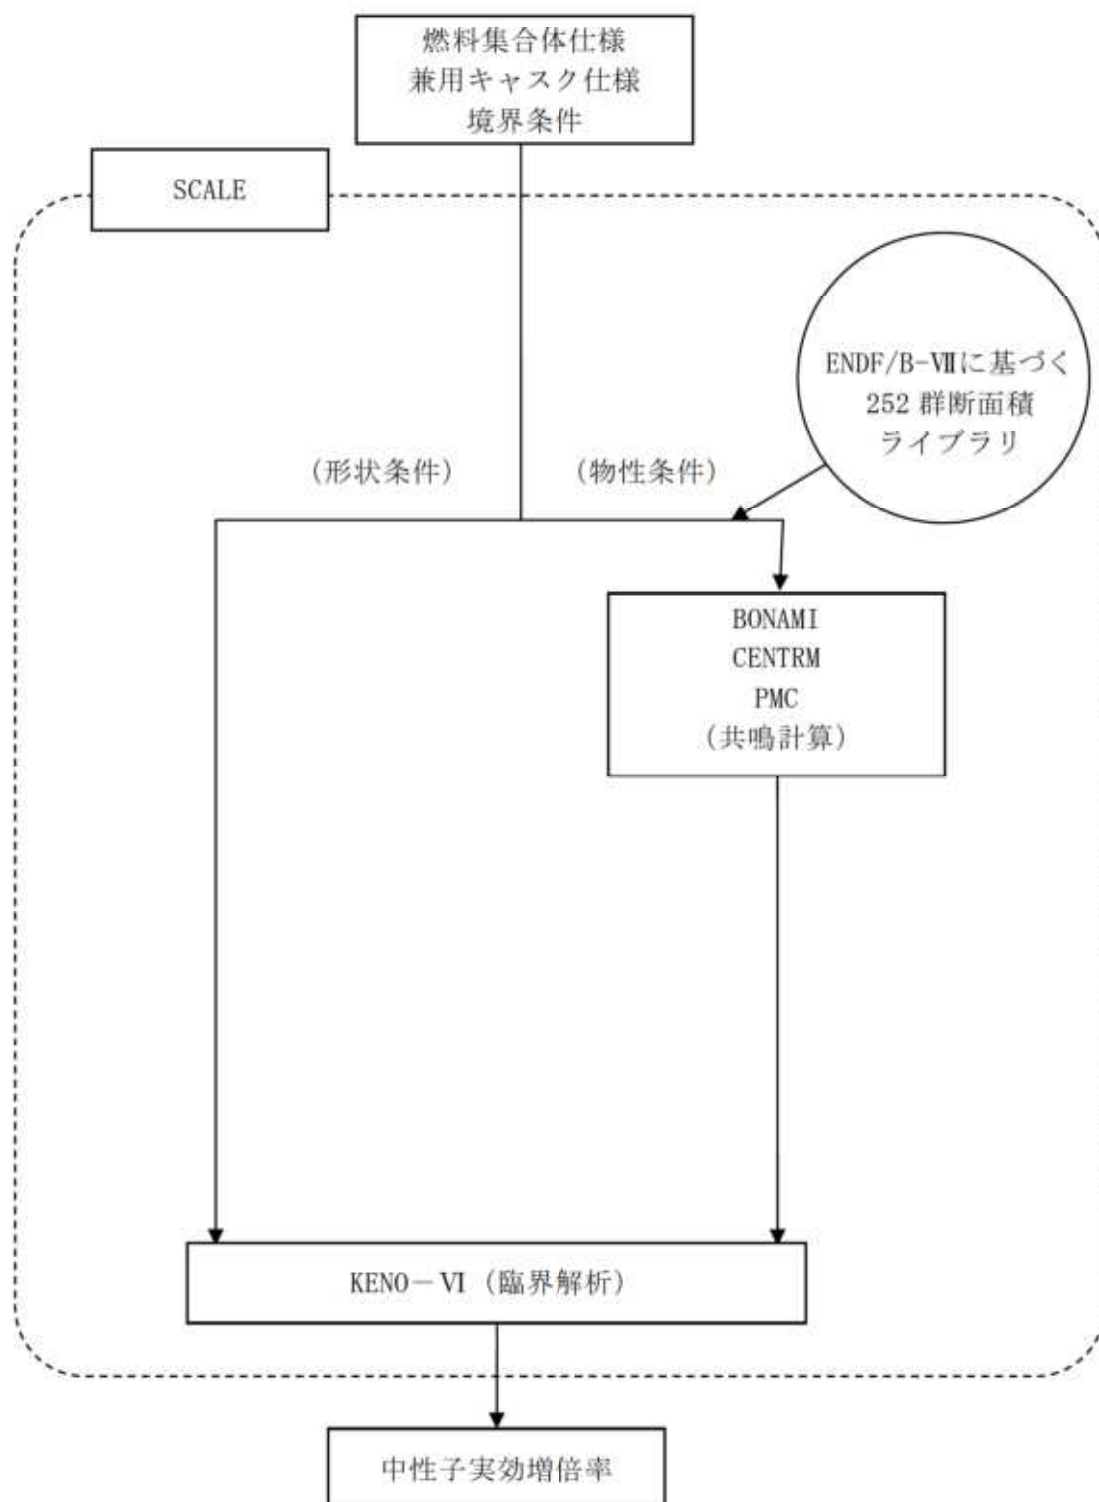 燃料集合体仕様
兼用キャスク仕様
境界条件
SCALE
ENDF/B-Ⅶに基づく
252 群断面積
ライブラリ
(形状条件)
(物性条件)
BONAMI
CENTRM
PMC
(共鳴計算)
KENO-Ⅵ (臨界解析)
中性子実効増倍率